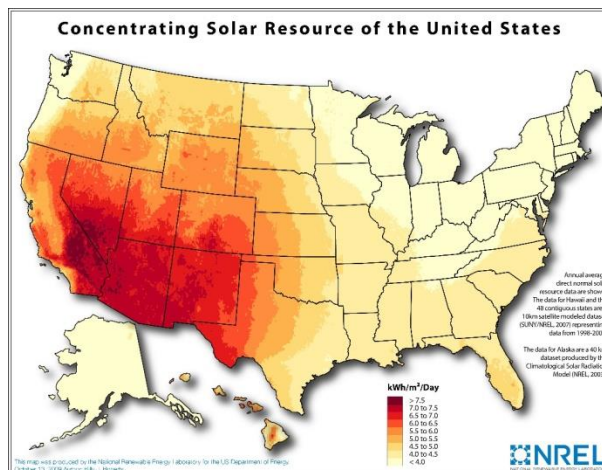 Concentrating Solar Resource of the United States
Annual averag
direct normal sola
resource data are shown
The data for Hawaii and th
48 contiguous states are
10km satellite modeled datase
(SUNY/NREL, 2007) representin
data from 1998-200
The data for Alaska are a 40 k
dataset produced by th
Climatological Solar Radiatio
Model (NREL, 200
kWh/m²/Day
> 7.5
7.0 to 7.5
6.5 to 7.0
6.0 to 6.5
5.5 to 6.0
5.0 to 5.5
4.5 to 5.0
4.0 to 4.5
< 4.0
This map was produced by the National Renewable Energy Laboratory for the US Department of Energy
NREL